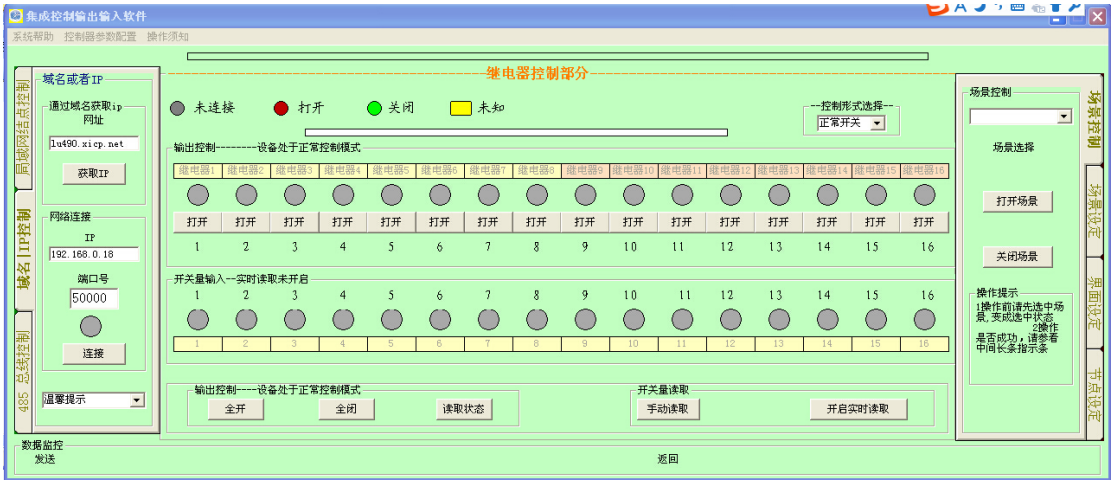 集成控制输出输入软件
系统帮助 控制器参数配置 操作须知
继电器控制部分
局域网结点控制
域名|IP控制
485 总线控制
域名或者IP
通过域名获取ip
网址
lu490.xicp.net
获取IP
网络连接
IP
192.168.0.18
端口号
50000
连接
温馨提示
未连接 打开 关闭 未知
--控制形式选择--
正常开关
输出控制--------设备处于正常控制模式
继电器1 继电器2 继电器3 继电器4 继电器5 继电器6 继电器7 继电器8 继电器9 继电器10 继电器11 继电器12 继电器13 继电器14 继电器15 继电器16
打开 打开 打开 打开 打开 打开 打开 打开 打开 打开 打开 打开 打开 打开 打开 打开
1 2 3 4 5 6 7 8 9 10 11 12 13 14 15 16
开关量输入--实时读取未开启
1 2 3 4 5 6 7 8 9 10 11 12 13 14 15 16
1 2 3 4 5 6 7 8 9 10 11 12 13 14 15 16
输出控制----设备处于正常控制模式
全开 全闭 读取状态
开关量读取
手动读取 开启实时读取
场景控制
场景选择
打开场景
关闭场景
操作提示
1操作前请先选中场
景,变成选中状态
2操作
是否成功,请参看
中间长条指示条
场景控制
场景设定
界面设定
节点设定
数据监控
发送 返回